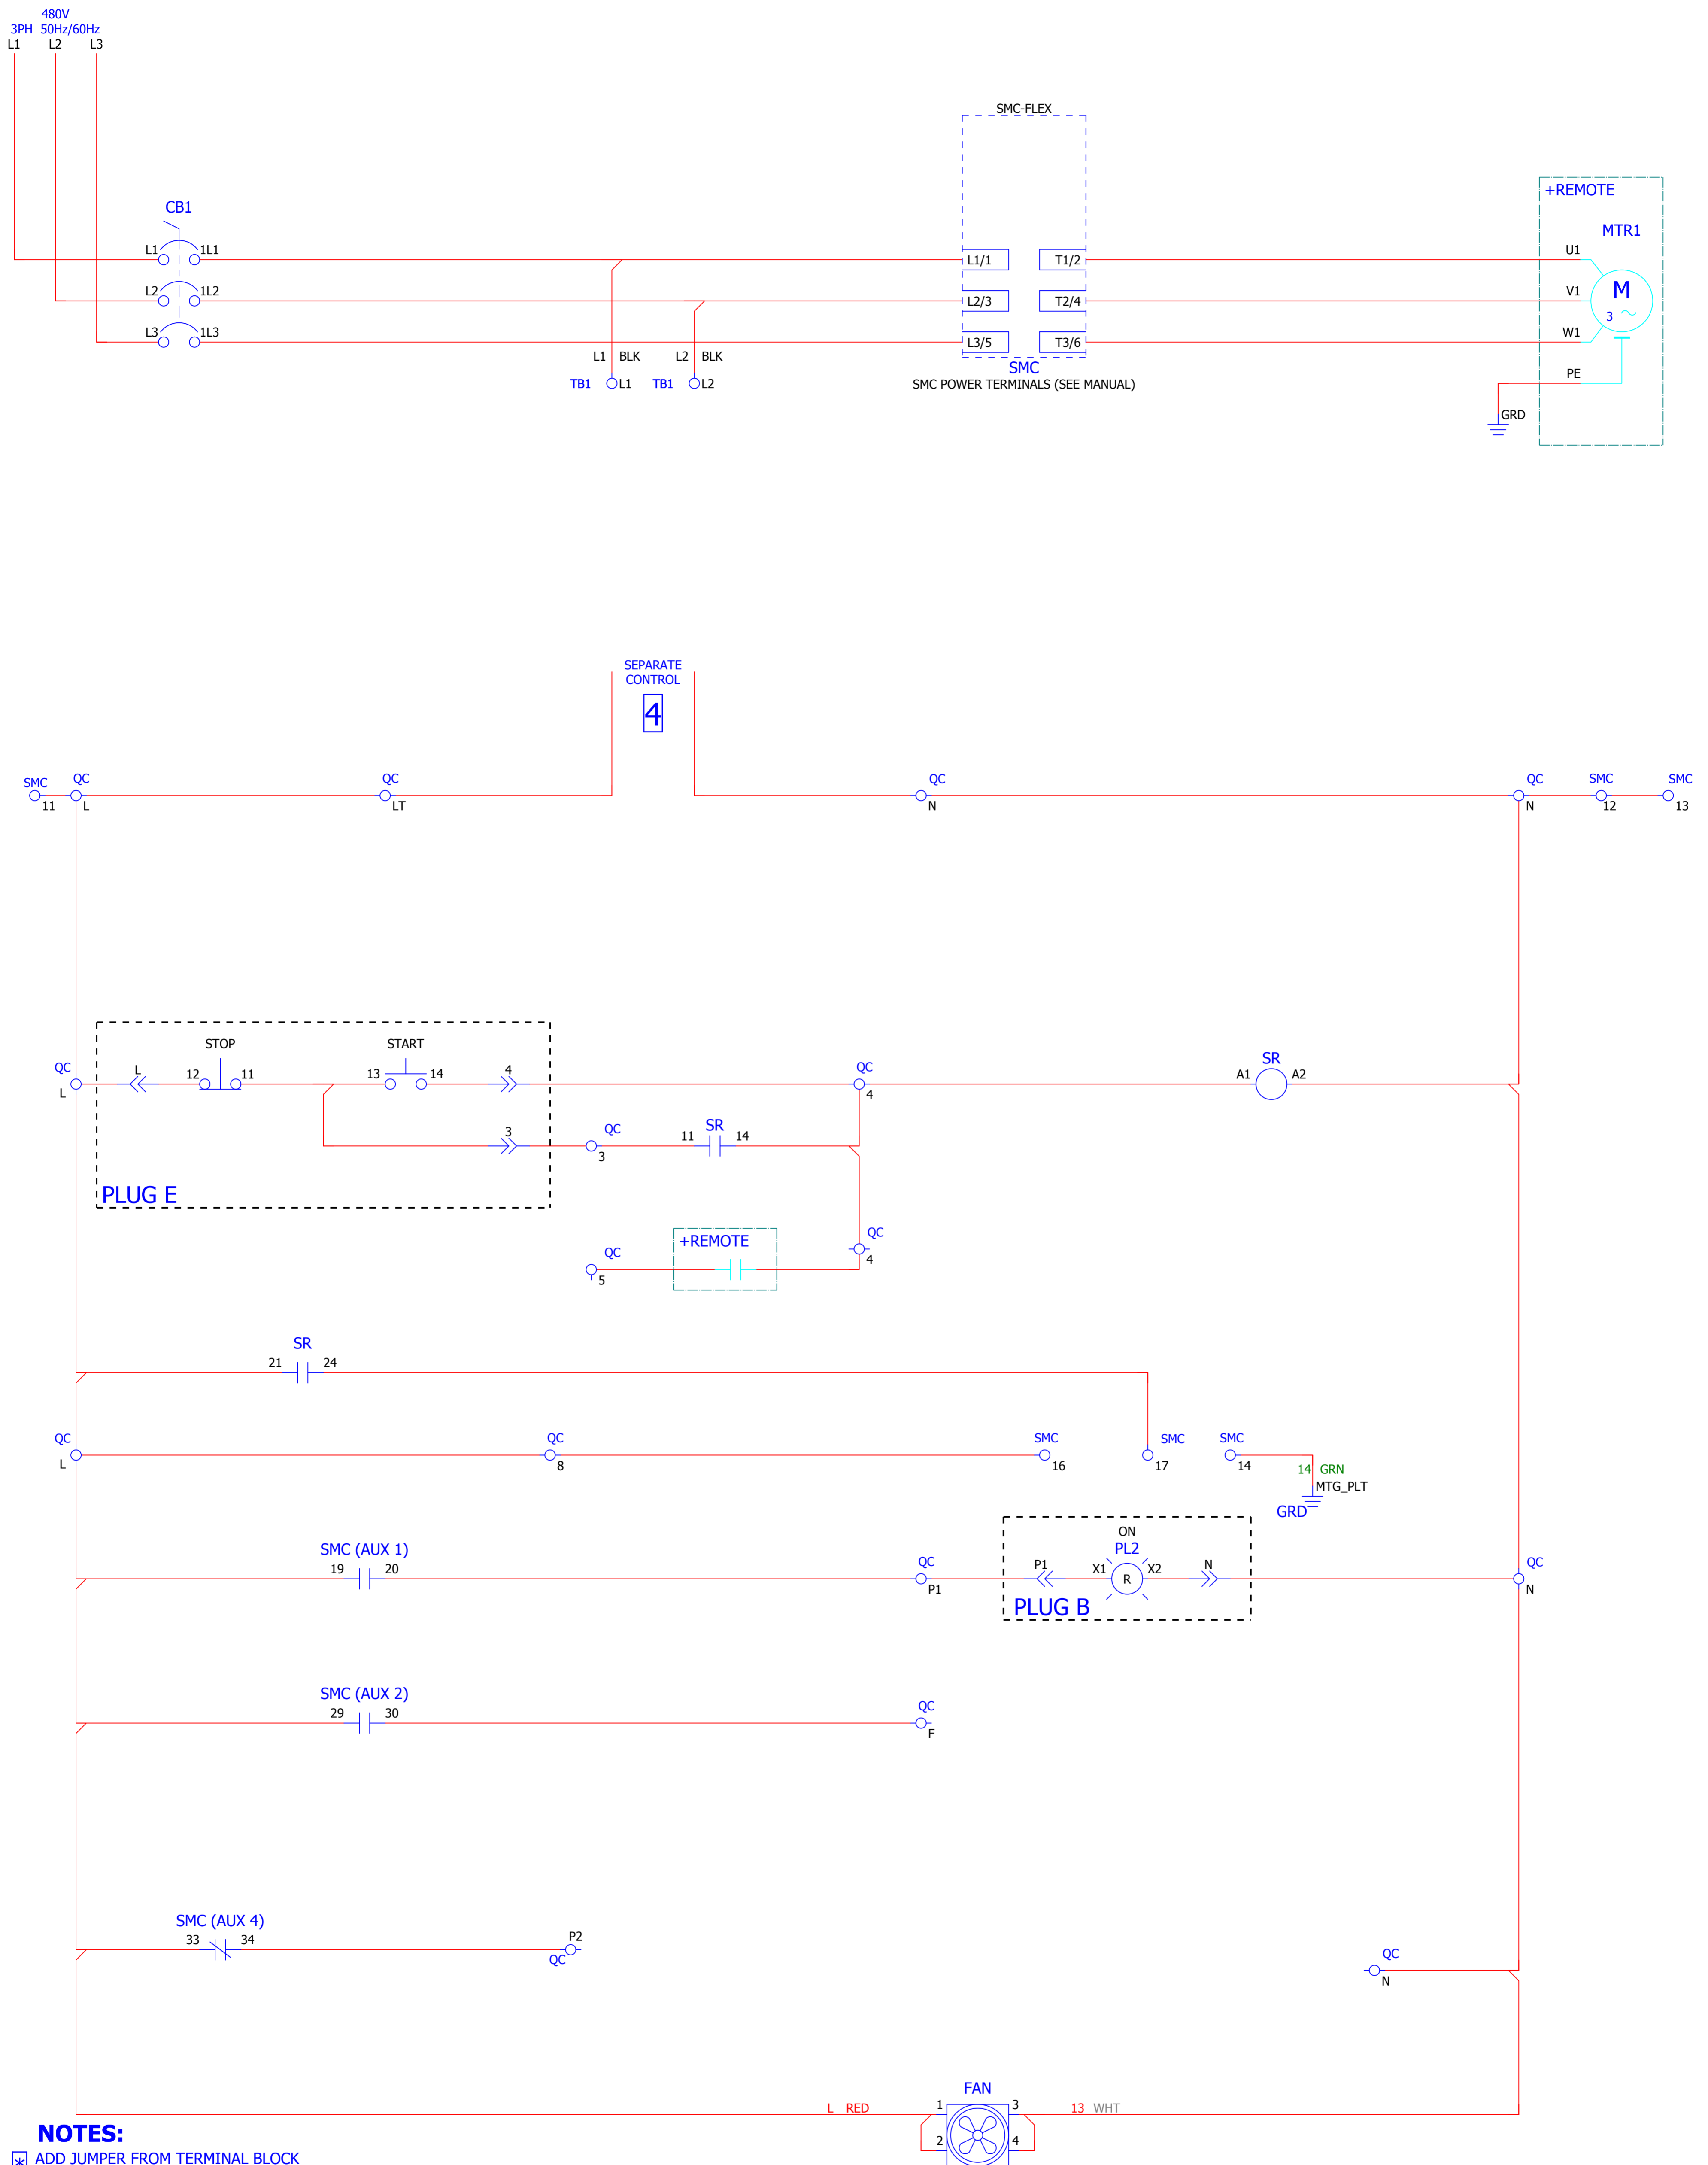 480V
3PH 50Hz/60Hz
L1 L2 L3
SMC-FLEX
+REMOTE
CB1
MTR1
L1 1L1 L1/1 T1/2 U1
L2 1L2 L2/3 T2/4 V1
M
3
L3 1L3 L3/5 T3/6 W1
L1 BLK L2 BLK
SMC
TB1 L1 TB1 L2
SMC POWER TERMINALS (SEE MANUAL)
PE
GRD
SEPARATE
CONTROL
4
SMC QC QC QC QC SMC SMC
11 L LT N N 12 13
STOP START
QC L 12 11 13 14 4 QC SR
L 4 A1 A2
3 QC SR
3 11 14
PLUG E
+REMOTE
QC QC
5 4
SR
21 24
QC QC SMC SMC SMC
L 8 16 17 14
14 GRN
MTG_PLT
GRD
ON
SMC (AUX 1) PL2
19 20 QC P1 X1 R X2 N QC
P1 N
PLUG B
SMC (AUX 2)
29 30 QC
F
SMC (AUX 4)
33 34 P2
QC
QC
N
FAN
L RED 1 3 13 WHT
2 4
NOTES:
* ADD JUMPER FROM TERMINAL BLOCK